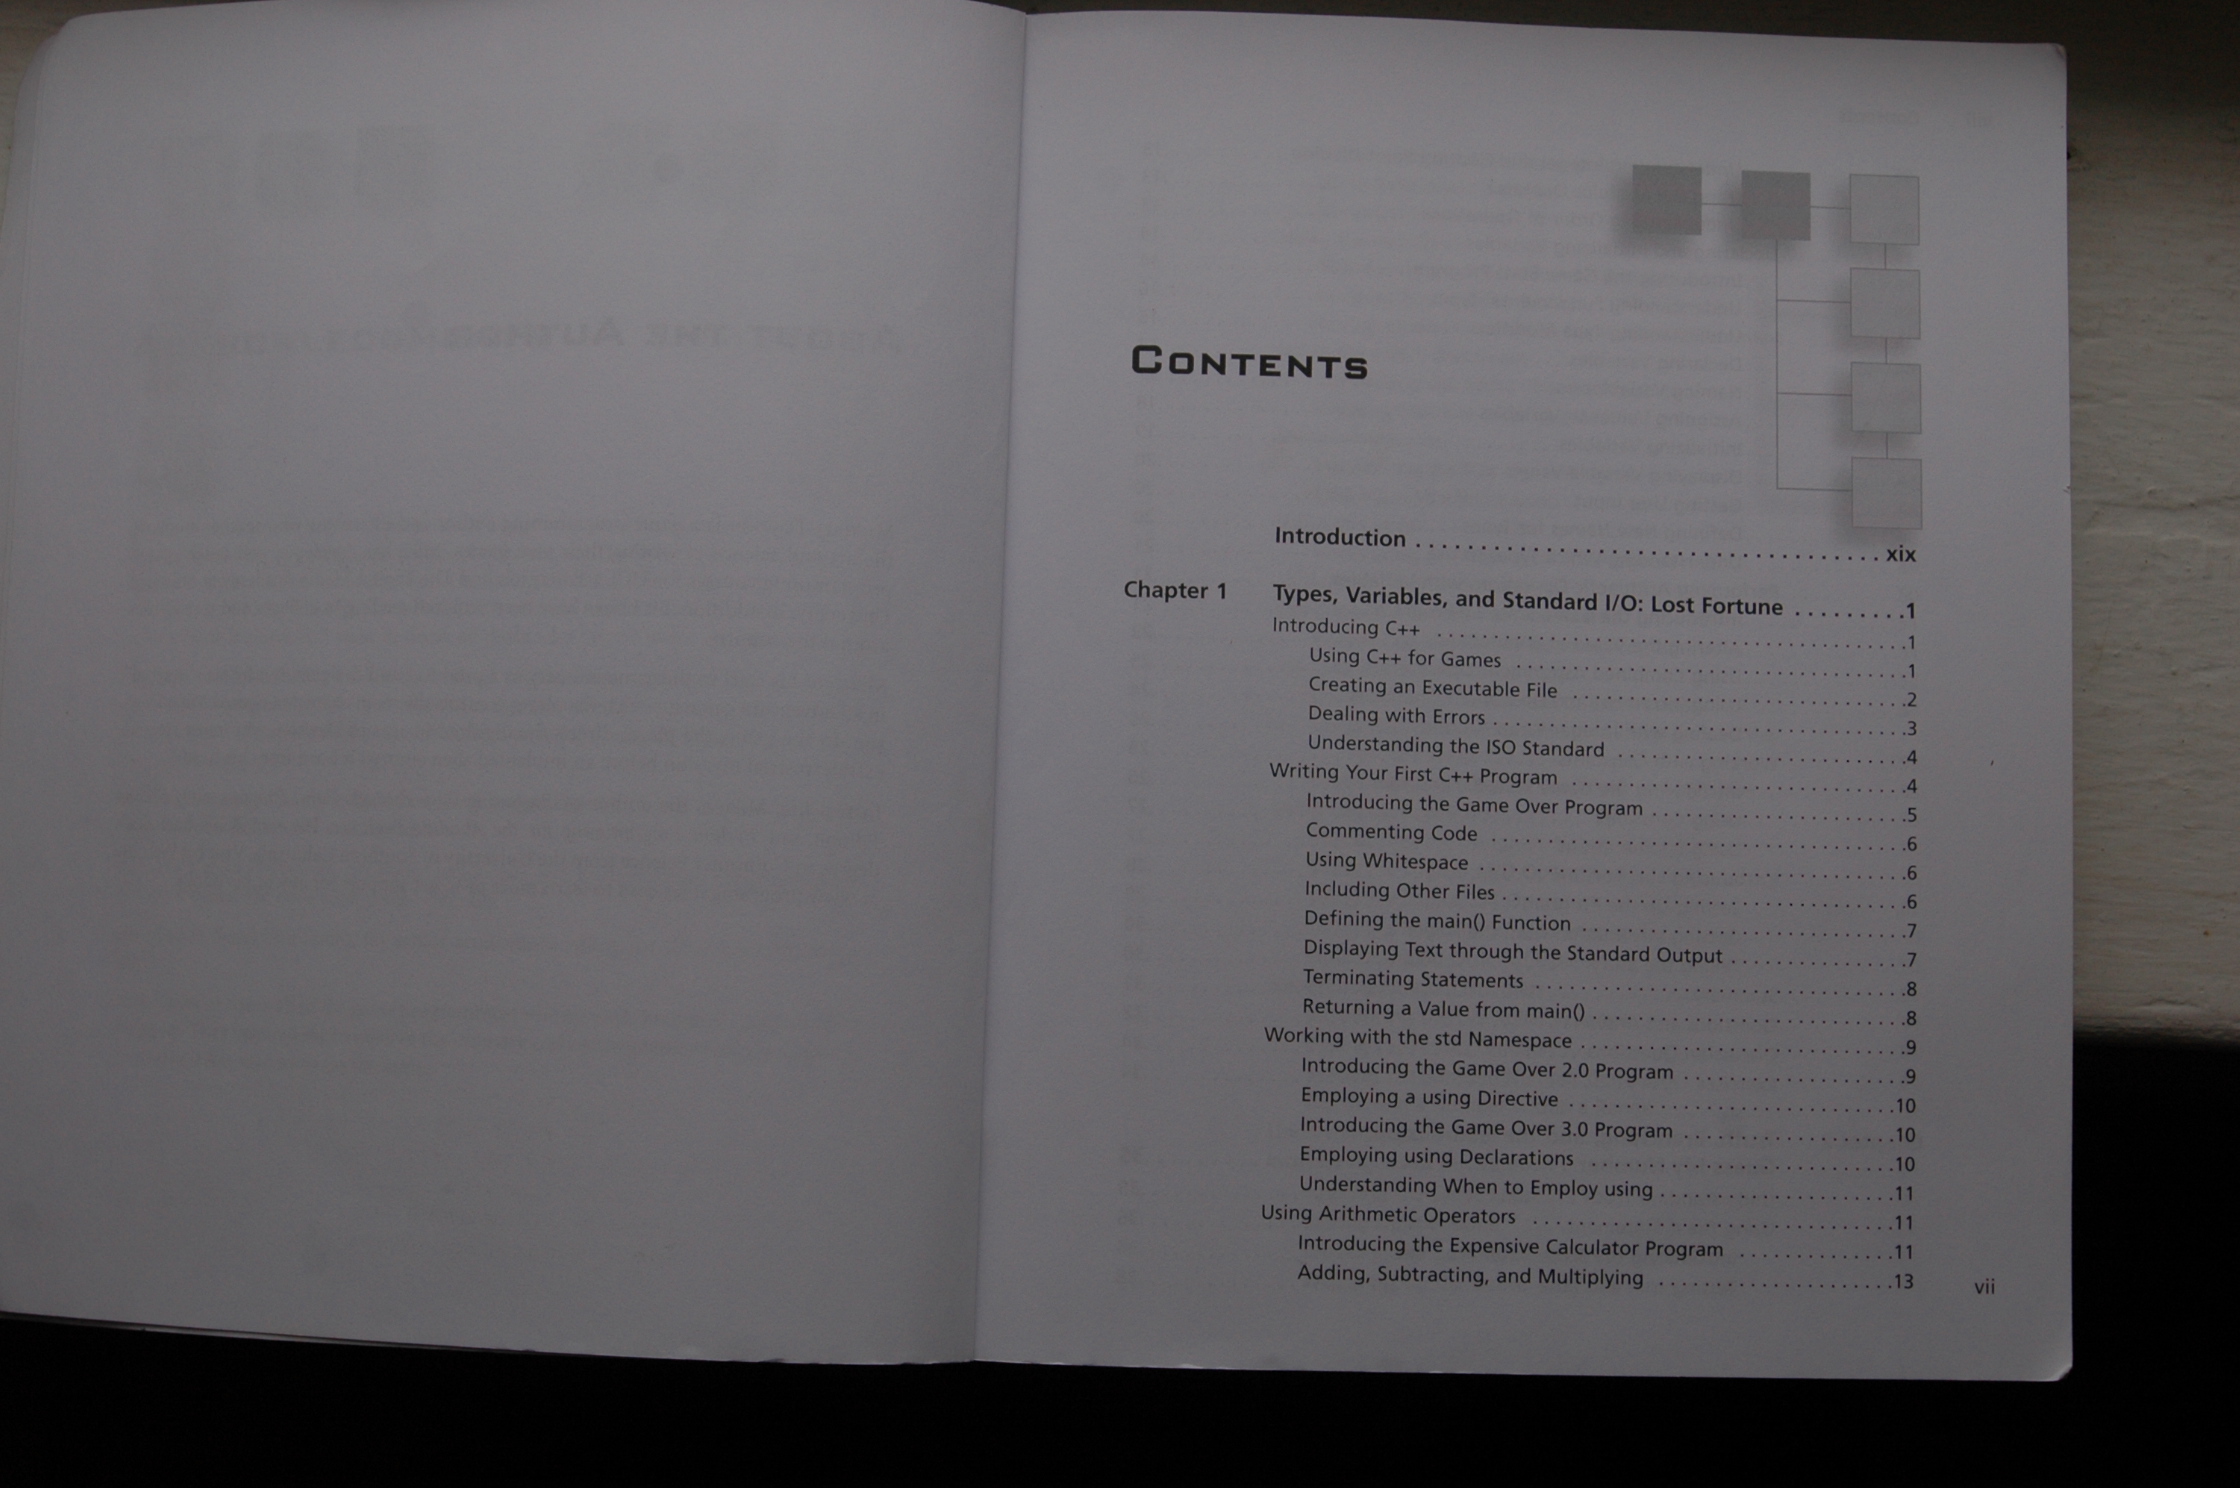 CONTENTS
Introduction . . . . . . . . . . . . . . . . . . . . . . . . . . . . . . . . . . . . xix
Chapter 1 Types, Variables, and Standard I/O: Lost Fortune . . . . . . . . .1
Introducing C++ . . . . . . . . . . . . . . . . . . . . . . . . . . . . . . . . . . . . . . . . .1
Using C++ for Games . . . . . . . . . . . . . . . . . . . . . . . . . . . . . . . . . .1
Creating an Executable File . . . . . . . . . . . . . . . . . . . . . . . . . . . . .2
Dealing with Errors . . . . . . . . . . . . . . . . . . . . . . . . . . . . . . . . . . . .3
Understanding the ISO Standard . . . . . . . . . . . . . . . . . . . . . . . . .4
Writing Your First C++ Program . . . . . . . . . . . . . . . . . . . . . . . . . . . . .4
Introducing the Game Over Program . . . . . . . . . . . . . . . . . . . . . .5
Commenting Code . . . . . . . . . . . . . . . . . . . . . . . . . . . . . . . . . . . .6
Using Whitespace . . . . . . . . . . . . . . . . . . . . . . . . . . . . . . . . . . . . .6
Including Other Files . . . . . . . . . . . . . . . . . . . . . . . . . . . . . . . . . . .6
Defining the main() Function . . . . . . . . . . . . . . . . . . . . . . . . . . . .7
Displaying Text through the Standard Output . . . . . . . . . . . . . . .7
Terminating Statements . . . . . . . . . . . . . . . . . . . . . . . . . . . . . . . .8
Returning a Value from main() . . . . . . . . . . . . . . . . . . . . . . . . . . .8
Working with the std Namespace . . . . . . . . . . . . . . . . . . . . . . . . . . . .9
Introducing the Game Over 2.0 Program . . . . . . . . . . . . . . . . . . .9
Employing a using Directive . . . . . . . . . . . . . . . . . . . . . . . . . . . .10
Introducing the Game Over 3.0 Program . . . . . . . . . . . . . . . . . .10
Employing using Declarations . . . . . . . . . . . . . . . . . . . . . . . . . .10
Understanding When to Employ using . . . . . . . . . . . . . . . . . . . .11
Using Arithmetic Operators . . . . . . . . . . . . . . . . . . . . . . . . . . . . . . .11
Introducing the Expensive Calculator Program . . . . . . . . . . . . . .11
Adding, Subtracting, and Multiplying . . . . . . . . . . . . . . . . . . . . .13
vii